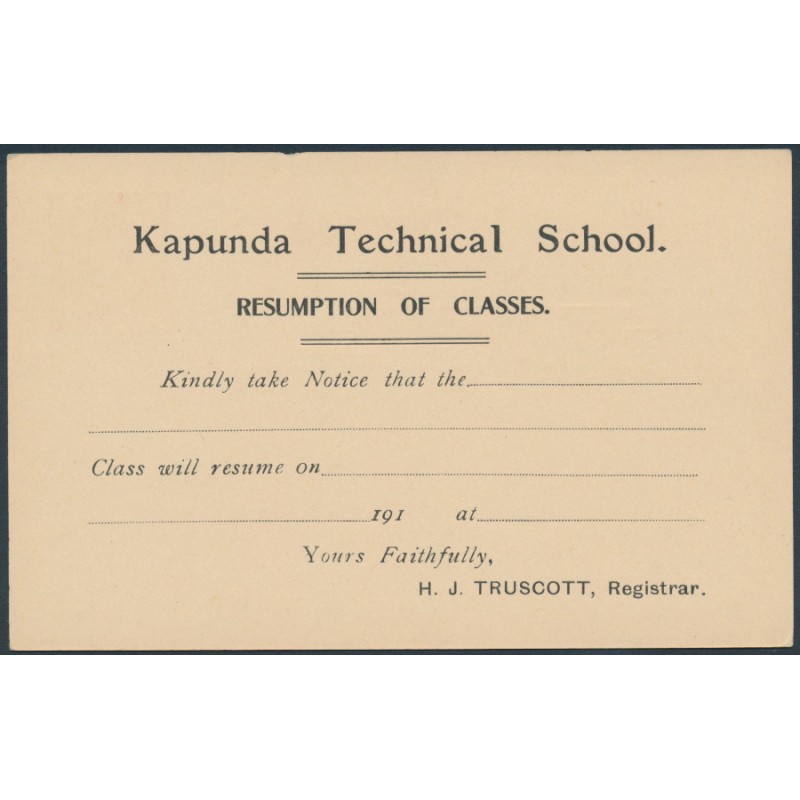 Kapunda Technical School.
RESUMPTION OF CLASSES.
Kindly take Notice that the
Class will resume on
191 at
Yours Faithfully,
H. J. TRUSCOTT, Registrar.